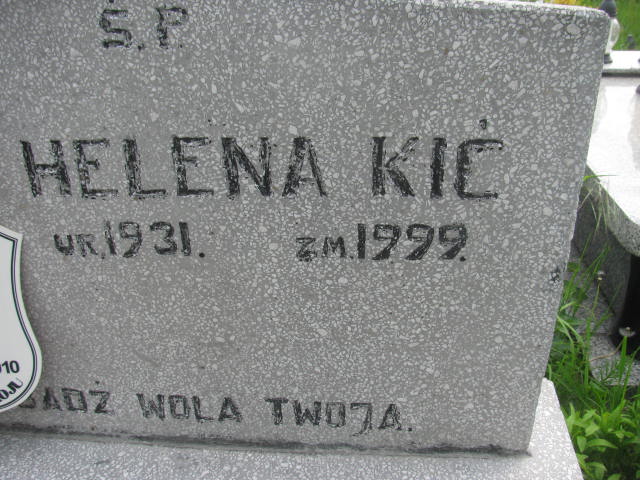 Ś.P.
HELENA KIĆ
UR.1931. ZM.1999.
BĄDŹ WOLA TWOJA.